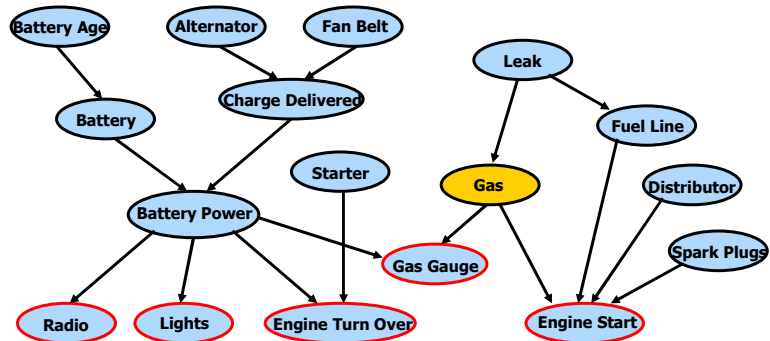 Battery Age
Alternator
Fan Belt
Leak
Charge Delivered
Battery
Fuel Line
Starter
Gas
Distributor
Battery Power
Spark Plugs
Gas Gauge
Radio
Lights
Engine Turn Over
Engine Start